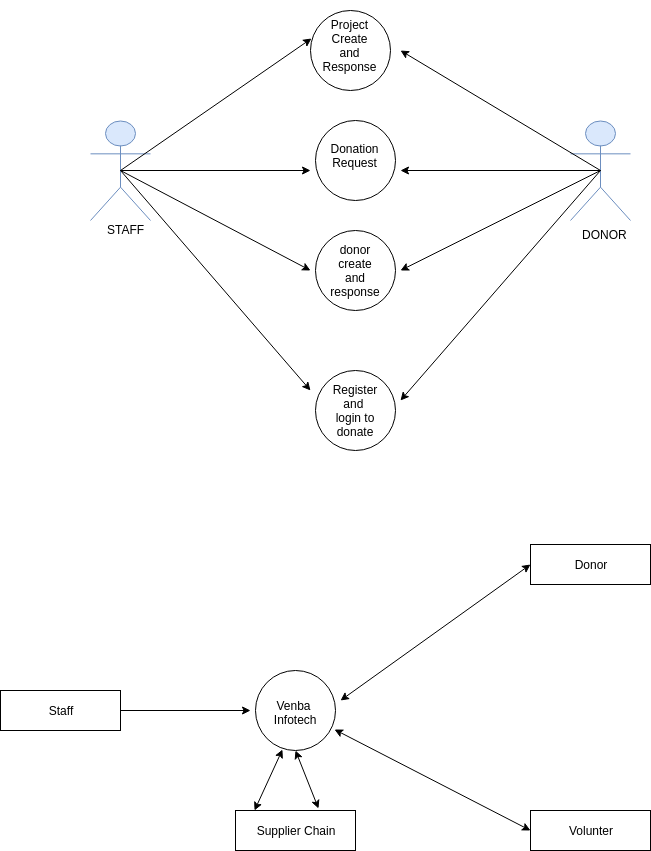 Project
Create
and
Response
Donation
Request
STAFF
DONOR
donor
create
and
response
Register
and
login to
donate
Donor
Venba
Infotech
Staff
Supplier Chain
Volunter